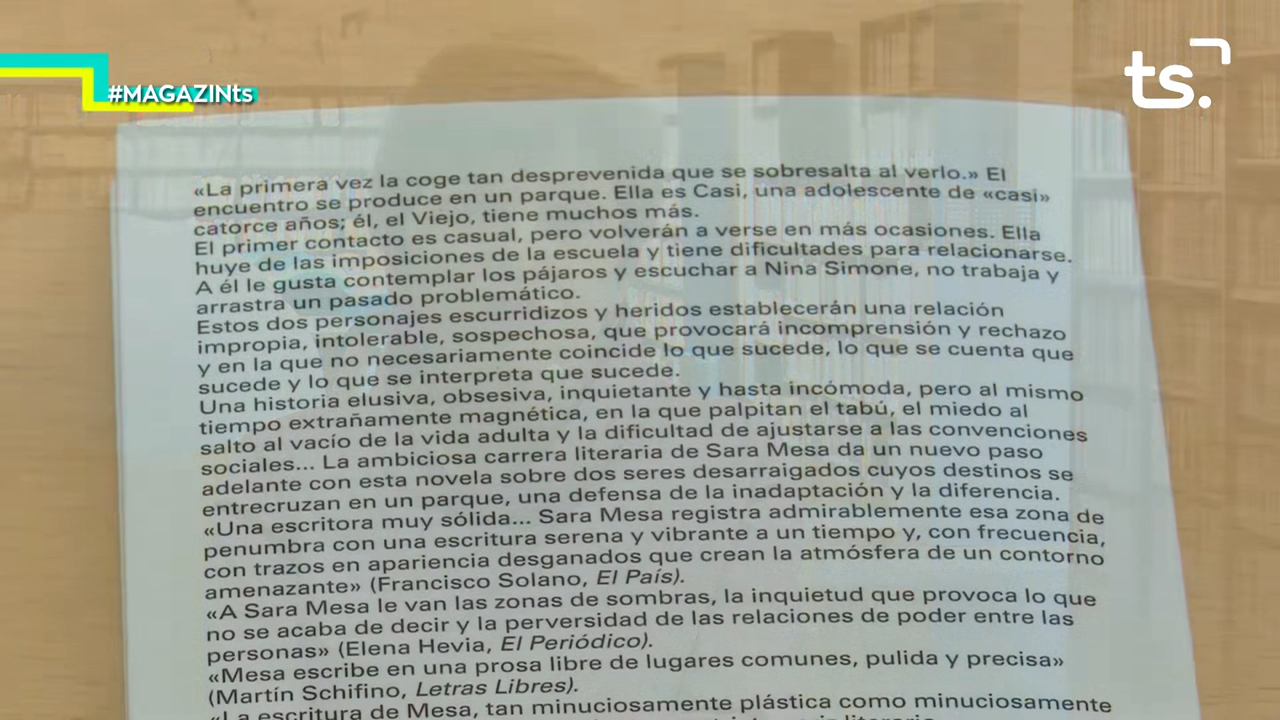 #MAGAZINts
ts.
«La primera vez la coge tan desprevenida que se sobresalta al verlo.» El
encuentro se produce en un parque. Ella es Casi, una adolescente de «casi»
catorce años; él, el Viejo, tiene muchos más.
El primer contacto es casual, pero volverán a verse en más ocasiones. Ella
huye de las imposiciones de la escuela y tiene dificultades para relacionarse.
A él le gusta contemplar los pájaros y escuchar a Nina Simone, no trabaja y
arrastra un pasado problemático.
Estos dos personajes escurridizos y heridos establecerán una relación
impropia, intolerable, sospechosa, que provocará incomprensión y rechazo
y en la que no necesariamente coincide lo que sucede, lo que se cuenta que
sucede y lo que se interpreta que sucede.
Una historia elusiva, obsesiva, inquietante y hasta incómoda, pero al mismo
tiempo extrañamente magnética, en la que palpitan el tabú, el miedo al
salto al vacío de la vida adulta y la dificultad de ajustarse a las convenciones
sociales... La ambiciosa carrera literaria de Sara Mesa da un nuevo paso
adelante con esta novela sobre dos seres desarraigados cuyos destinos se
entrecruzan en un parque, una defensa de la inadaptación y la diferencia.
«Una escritora muy sólida... Sara Mesa registra admirablemente esa zona de
penumbra con una escritura serena y vibrante a un tiempo y, con frecuencia,
con trazos en apariencia desganados que crean la atmósfera de un contorno
amenazante» (Francisco Solano, El País).
«A Sara Mesa le van las zonas de sombras, la inquietud que provoca lo que
no se acaba de decir y la perversidad de las relaciones de poder entre las
personas» (Elena Hevia, El Periódico).
«Mesa escribe en una prosa libre de lugares comunes, pulida y precisa»
(Martín Schifino, Letras Libres).
«La escritura de Mesa, tan minuciosamente plástica como minuciosamente